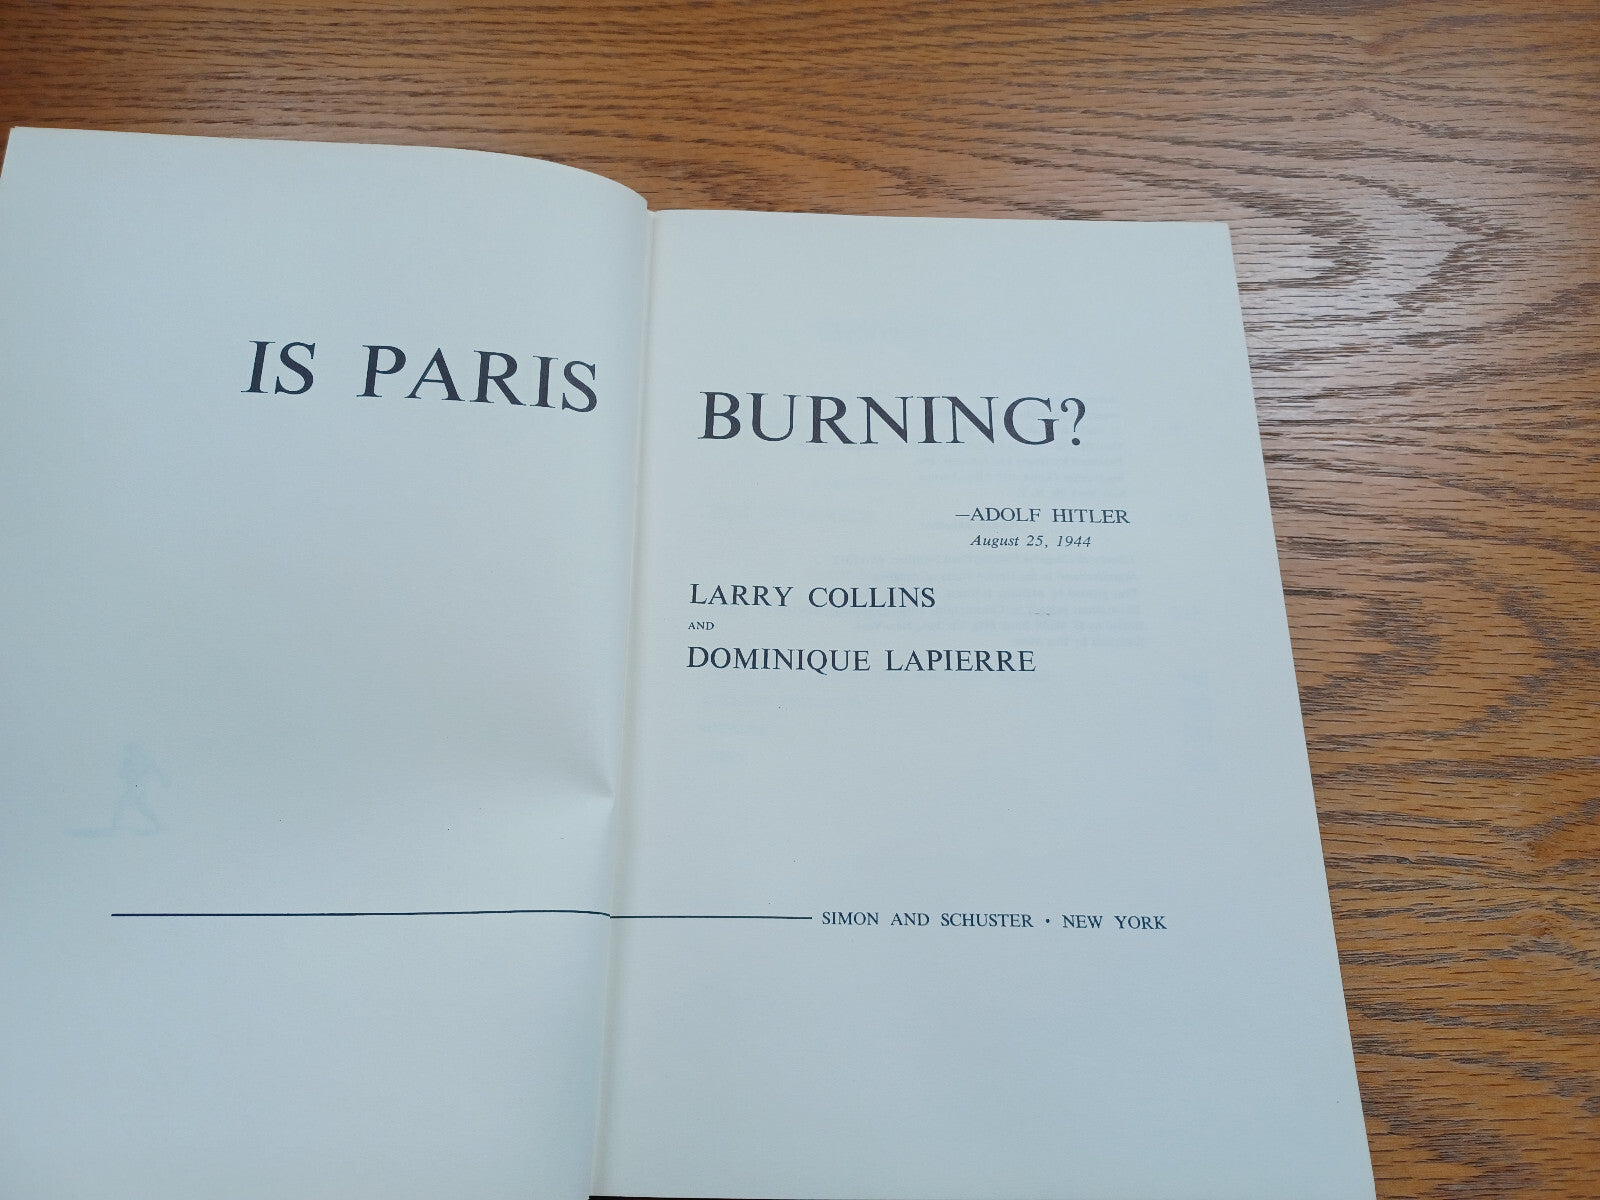 IS PARIS BURNING?
—ADOLF HITLER
August 25, 1944
LARRY COLLINS
AND
DOMINIQUE LAPIERRE
SIMON AND SCHUSTER • NEW YORK